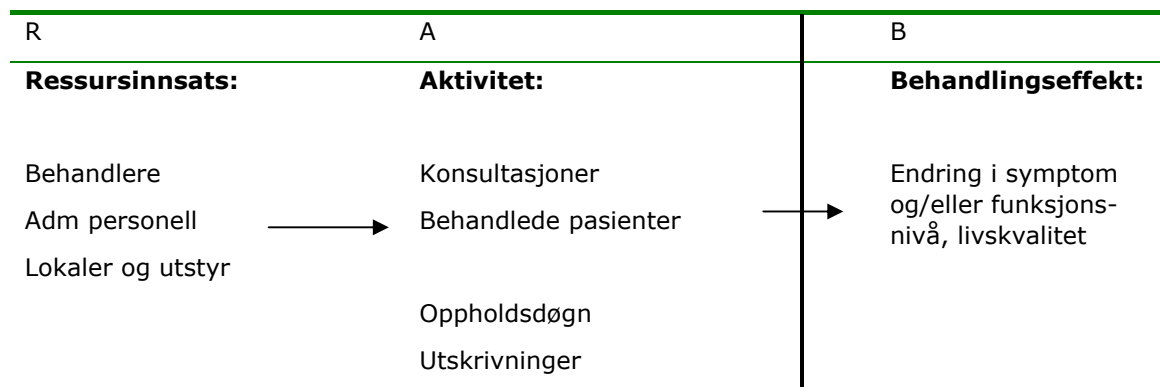 R A B
Ressursinnsats: Aktivitet: Behandlingseffekt:
Behandlere Konsultasjoner Endring i symptom
og/eller funksjons-
Adm personell Behandlede pasienter
nivå, livskvalitet
Lokaler og utstyr
Oppholdsdøgn
Utskrivninger